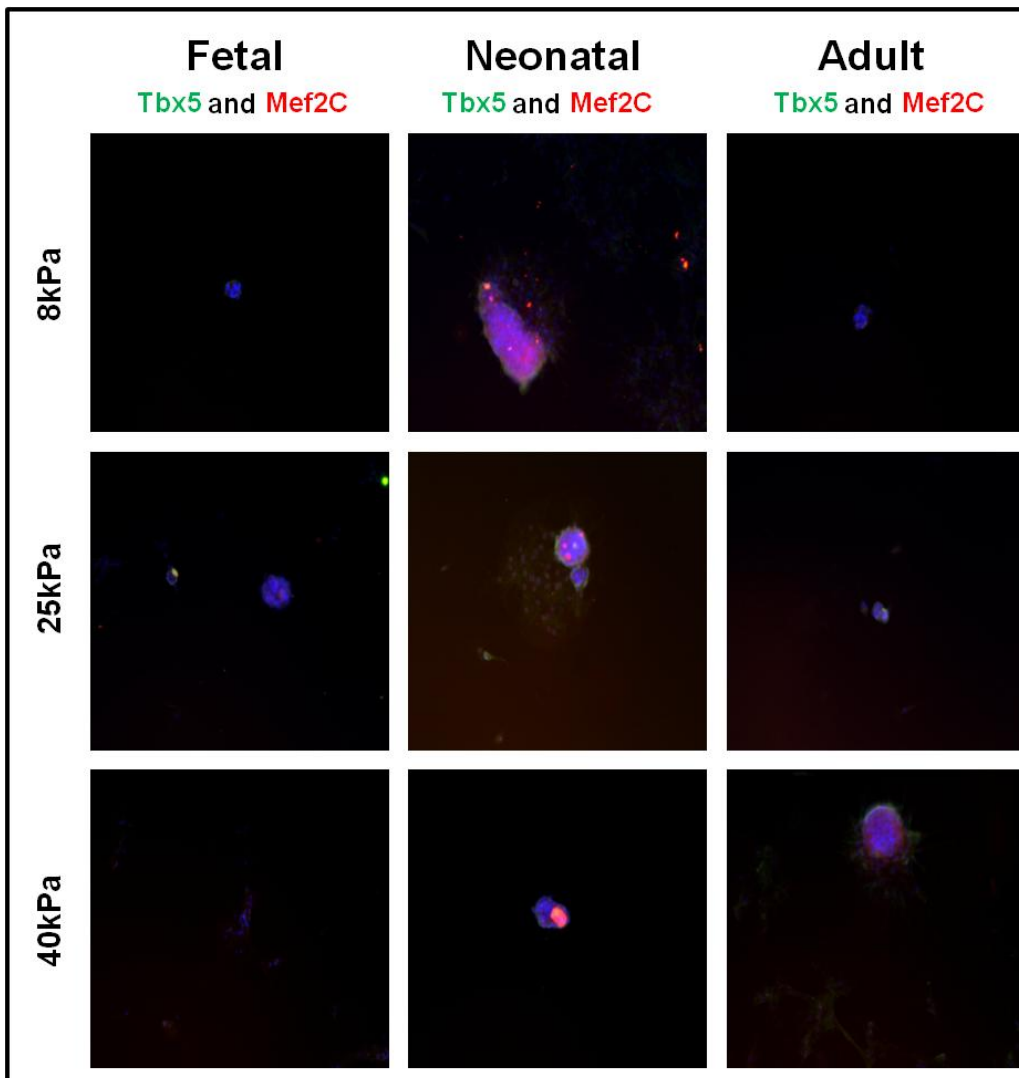 Fetal
Neonatal
Adult
Tbx5 and Mef2C
Tbx5 and Mef2C
Tbx5 and Mef2C
8kPa
25kPa
40kPa